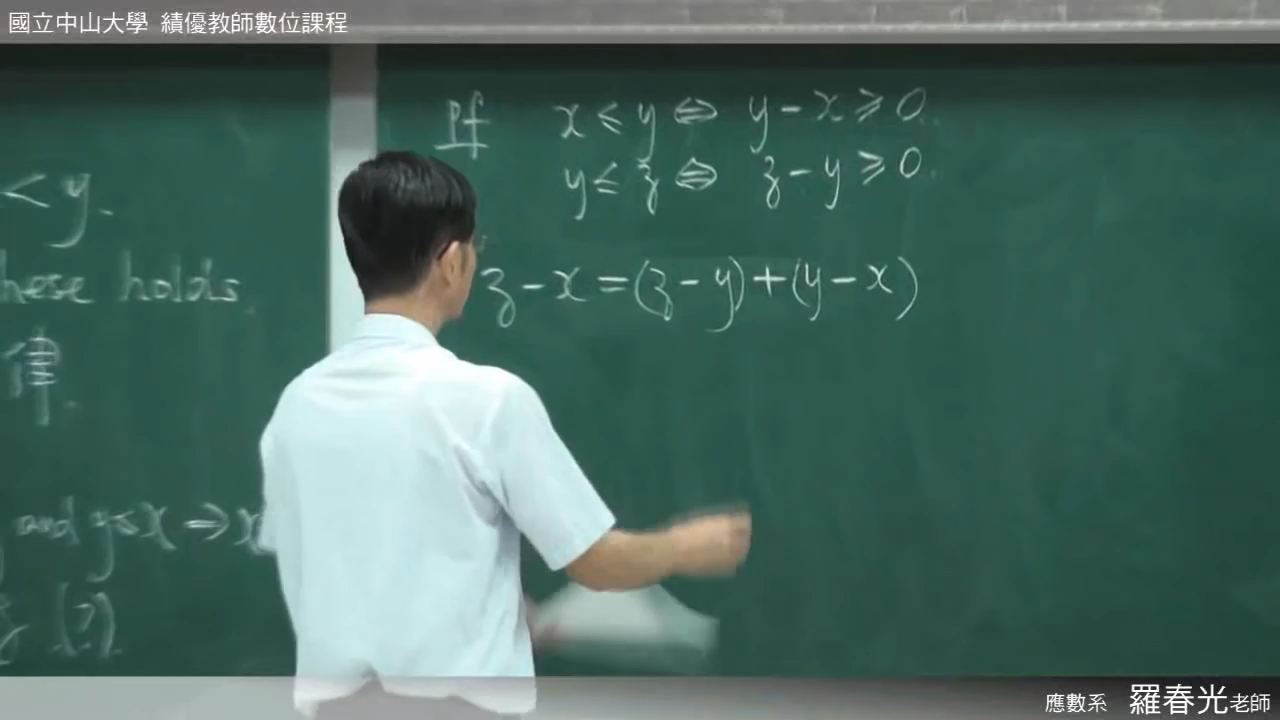 國立中山大學 績優教師數位課程
< y.
hese holds.
律.
and y≤x ⇒ x
(?)
pf x ≤ y ⇔ y - x ≥ 0.
y ≤ z ⇔ z - y ≥ 0.
z - x = (z - y) + (y - x)
應數系 羅春光老師